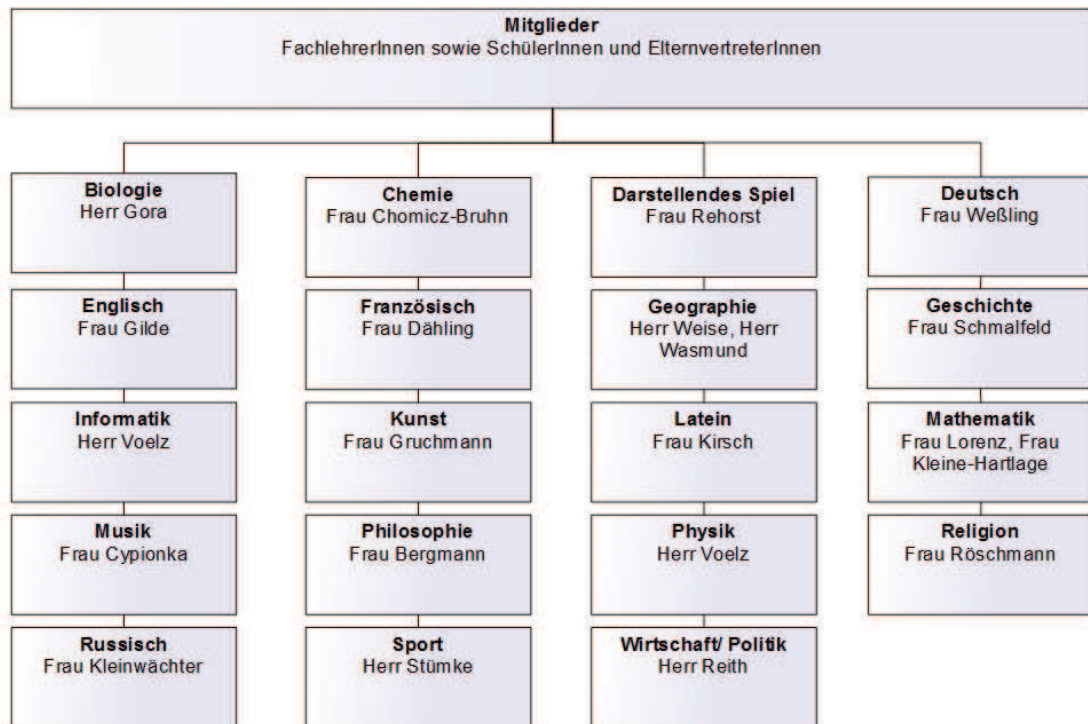 Mitglieder
FachlehrerInnen sowie SchülerInnen und ElternvertreterInnen
Biologie
Herr Gora
Chemie
Frau Chomicz-Bruhn
Darstellendes Spiel
Frau Rehorst
Deutsch
Frau Weßling
Englisch
Frau Gilde
Französisch
Frau Dähling
Geographie
Herr Weise, Herr
Wasmund
Geschichte
Frau Schmalfeld
Informatik
Herr Voelz
Kunst
Frau Gruchmann
Latein
Frau Kirsch
Mathematik
Frau Lorenz, Frau
Kleine-Hartlage
Musik
Frau Cypionka
Philosophie
Frau Bergmann
Physik
Herr Voelz
Religion
Frau Röschmann
Russisch
Frau Kleinwächter
Sport
Herr Stümke
Wirtschaft/ Politik
Herr Reith